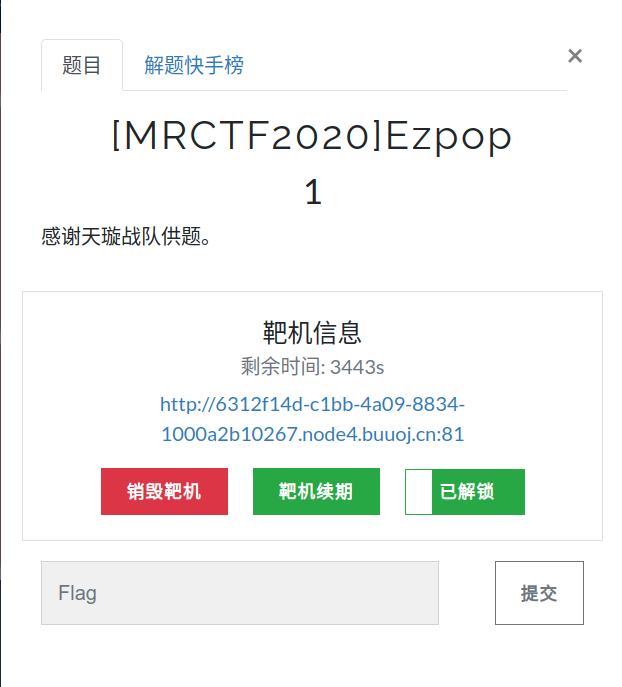 题目 解题快手榜 ×
[MRCTF2020]Ezpop
1
感谢天璇战队供题。
靶机信息
剩余时间: 3443s
http://6312f14d-c1bb-4a09-8834-
1000a2b10267.node4.buuoj.cn:81
销毁靶机 靶机续期 已解锁
Flag 提交